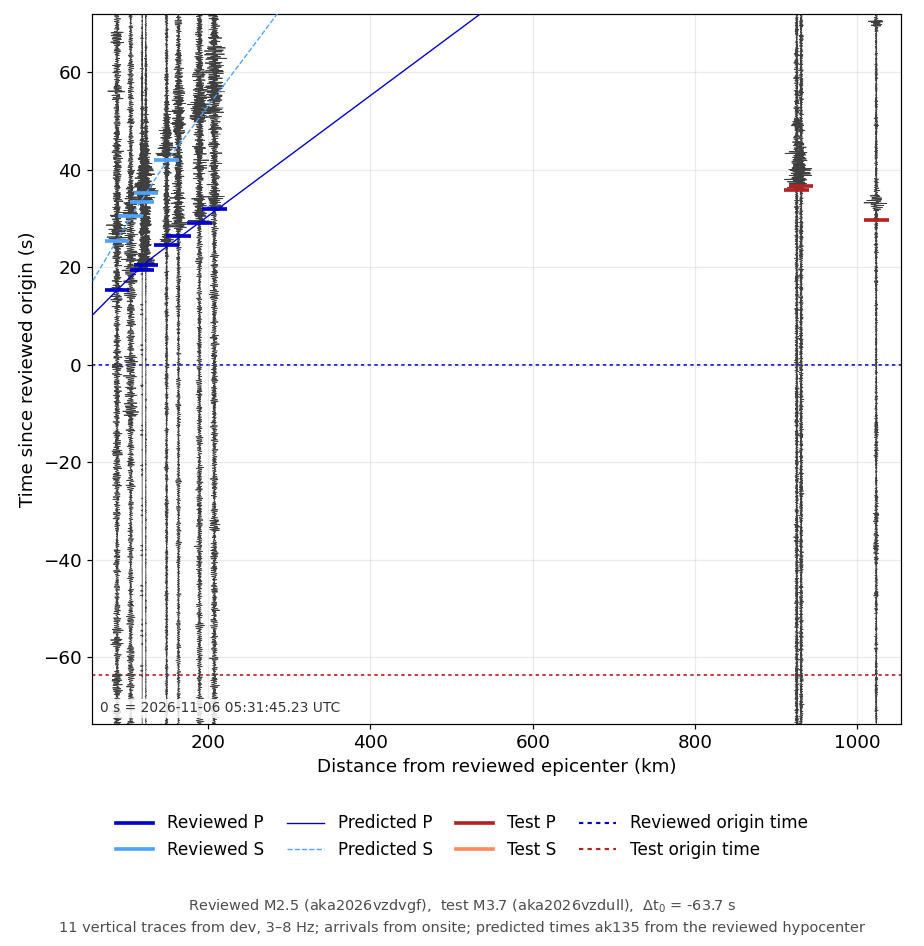 60
40
20
0
−20
−40
−60
Time since reviewed origin (s)
0 s = 2026-11-06 05:31:45.23 UTC
200 400 600 800 1000
Distance from reviewed epicenter (km)
Reviewed P Predicted P Test P Reviewed origin time
Reviewed S Predicted S Test S Test origin time
Reviewed M2.5 (aka2026vzdvgf), test M3.7 (aka2026vzdull), Δt₀ = -63.7 s
11 vertical traces from dev, 3–8 Hz; arrivals from onsite; predicted times ak135 from the reviewed hypocenter